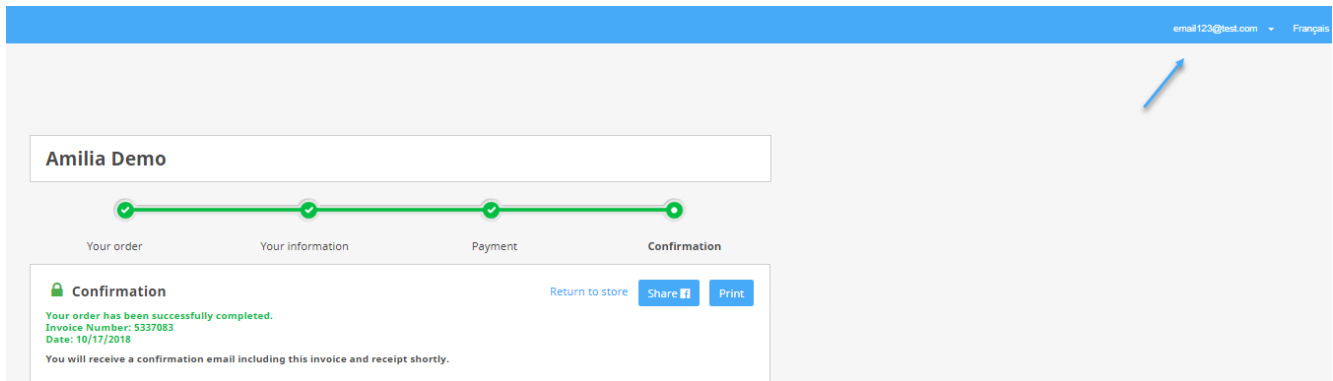 email123@test.com Français
Amilia Demo
Your order Your information Payment Confirmation
Confirmation Return to store Share Print
Your order has been successfully completed.
Invoice Number: 5337083
Date: 10/17/2018
You will receive a confirmation email including this invoice and receipt shortly.